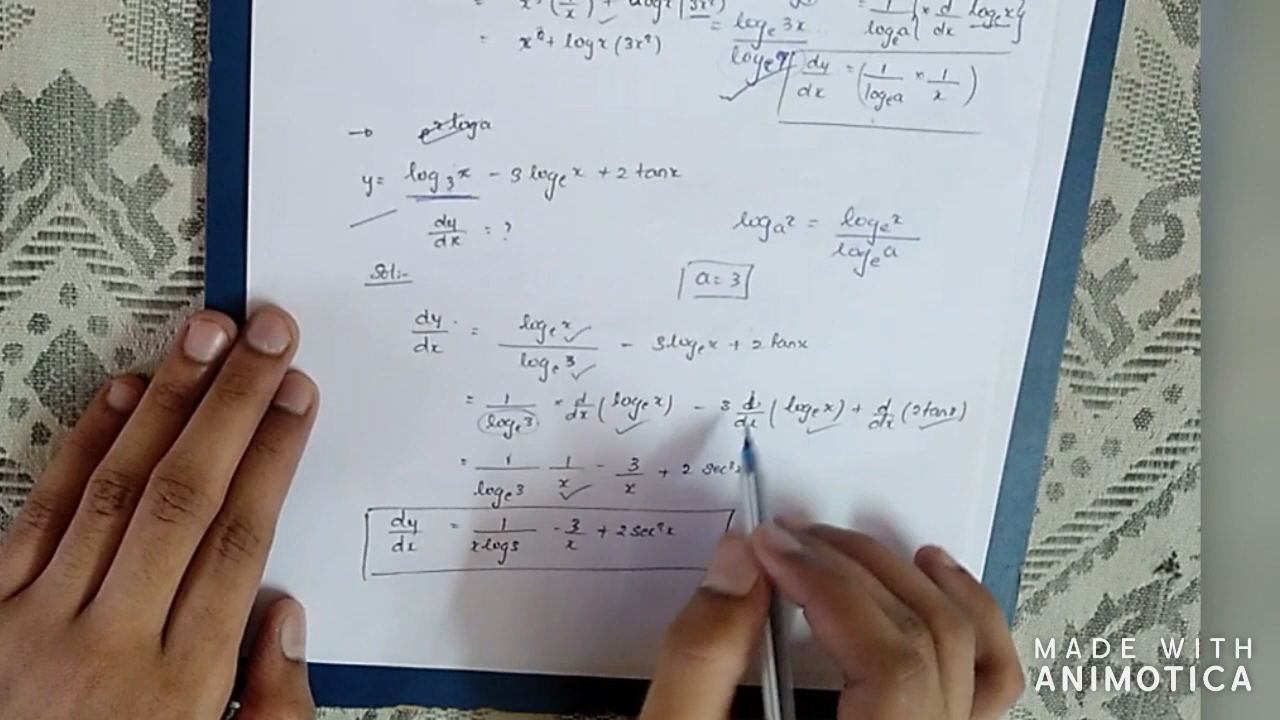 = x² + log x (3x²)
= log_e 3x / log_e
1/log_e a { × d/dx log_e x }
dy/dx = ( 1/log_e a × 1/x )
→ e^x log a
y = log_3 x - 3 log_e x + 2 tan x
dy/dx = ?
log_a x = log_e x / log_e a
Sol:-
a = 3
dy/dx = log_e x / log_e 3 - 3 log_e x + 2 tan x
= 1/log_e 3 × d/dx ( log_e x ) - 3 d/dx ( log_e x ) + d/dx ( 2 tan x )
= 1/log_e 3 1/x - 3/x + 2 sec² x
dy/dx = 1/x log 3 - 3/x + 2 sec² x
MADE WITH
ANIMOTICA